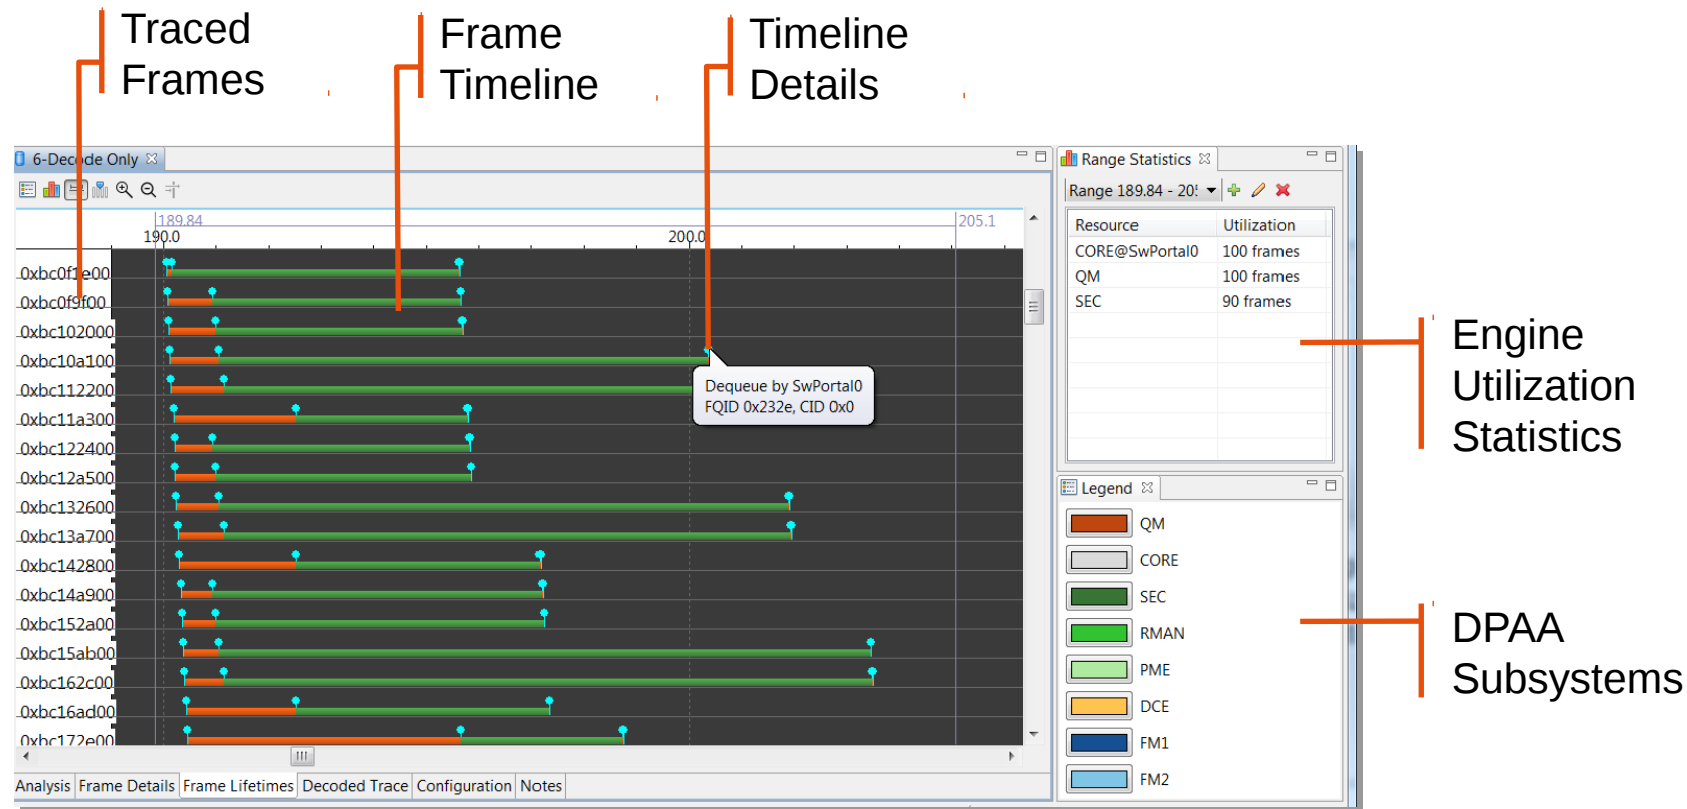 Traced
Frames
Frame
Timeline
Timeline
Details
6-Decode Only
189.84
205.1
190.0
200.0
0xbc0f1e00
0xbc0f9f00
0xbc102000
0xbc10a100
0xbc112200
0xbc11a300
0xbc122400
0xbc12a500
0xbc132600
0xbc13a700
0xbc142800
0xbc14a900
0xbc152a00
0xbc15ab00
0xbc162c00
0xbc16ad00
0xbc172e00
Dequeue by SwPortal0
FQID 0x232e, CID 0x0
Analysis Frame Details Frame Lifetimes Decoded Trace Configuration Notes
Range Statistics
Range 189.84 - 20
Resource Utilization
CORE@SwPortal0 100 frames
QM 100 frames
SEC 90 frames
Legend
QM
CORE
SEC
RMAN
PME
DCE
FM1
FM2
Engine
Utilization
Statistics
DPAA
Subsystems